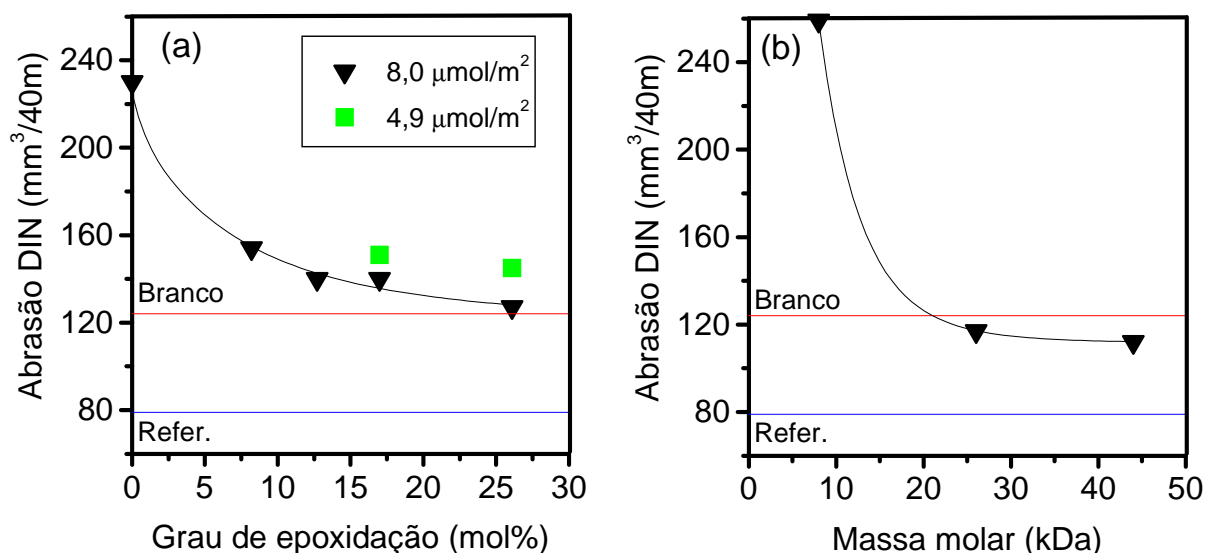 (a)
8,0 μmol/m²
4,9 μmol/m²
Abrasão DIN (mm³/40m)
240
200
160
120
80
Branco
Refer.
0 5 10 15 20 25 30
Grau de epoxidação (mol%)
(b)
Abrasão DIN (mm³/40m)
240
200
160
120
80
Branco
Refer.
0 10 20 30 40 50
Massa molar (kDa)